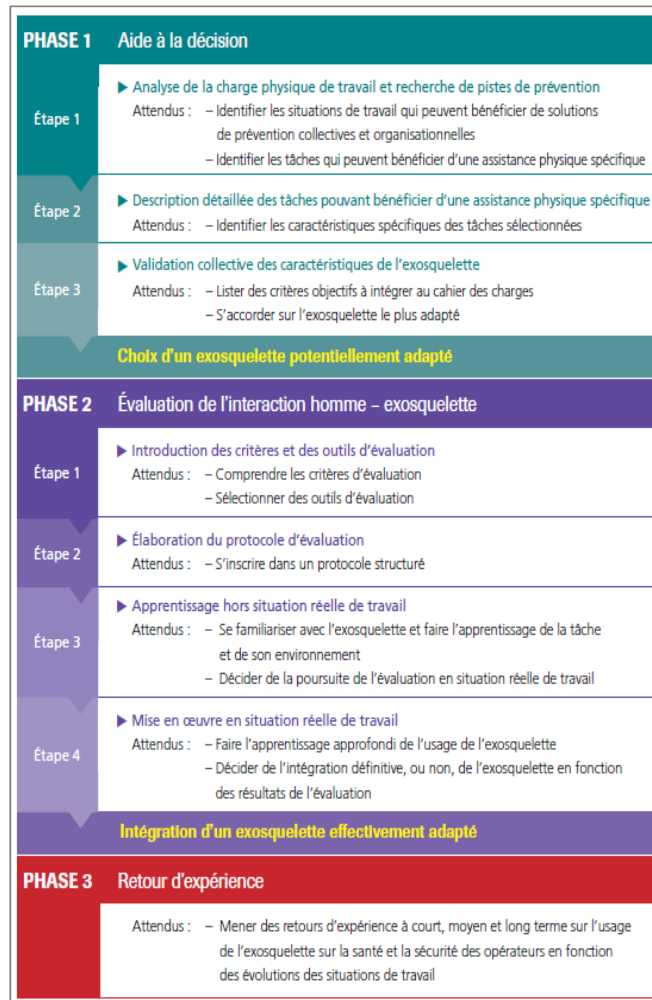 PHASE 1 Aide à la décision
Étape 1
▶ Analyse de la charge physique de travail et recherche de pistes de prévention
Attendus : – Identifier les situations de travail qui peuvent bénéficier de solutions
de prévention collectives et organisationnelles
– Identifier les tâches qui peuvent bénéficier d'une assistance physique spécifique
Étape 2
▶ Description détaillée des tâches pouvant bénéficier d'une assistance physique spécifique
Attendu : – Identifier les caractéristiques spécifiques des tâches sélectionnées
Étape 3
▶ Validation collective des caractéristiques de l'exosquelette
Attendu : – Lister des critères objectifs à intégrer au cahier des charges
– S'accorder sur l'exosquelette le plus adapté
Choix d'un exosquelette potentiellement adapté
PHASE 2 Évaluation de l'interaction homme – exosquelette
Étape 1
▶ Introduction des critères et des outils d'évaluation
Attendus : – Comprendre les critères d'évaluation
– Sélectionner des outils d'évaluation
Étape 2
▶ Élaboration du protocole d'évaluation
Attendus : – S'inscrire dans un protocole structuré
Étape 3
▶ Apprentissage hors situation réelle de travail
Attendus : – Se familiariser avec l'exosquelette et faire l'apprentissage de la tâche
et de son environnement
– Décider de la poursuite de l'évaluation en situation réelle de travail
Étape 4
▶ Mise en œuvre en situation réelle de travail
Attendus : – Faire l'apprentissage approfondi de l'usage de l'exosquelette
– Décider de l'intégration définitive, ou non, de l'exosquelette en fonction
des résultats de l'évaluation
Intégration d'un exosquelette effectivement adapté
PHASE 3 Retour d'expérience
Attendus : – Mener des retours d'expérience à court, moyen et long terme sur l'usage
de l'exosquelette sur la santé et la sécurité des opérateurs en fonction
des évolutions des situations de travail